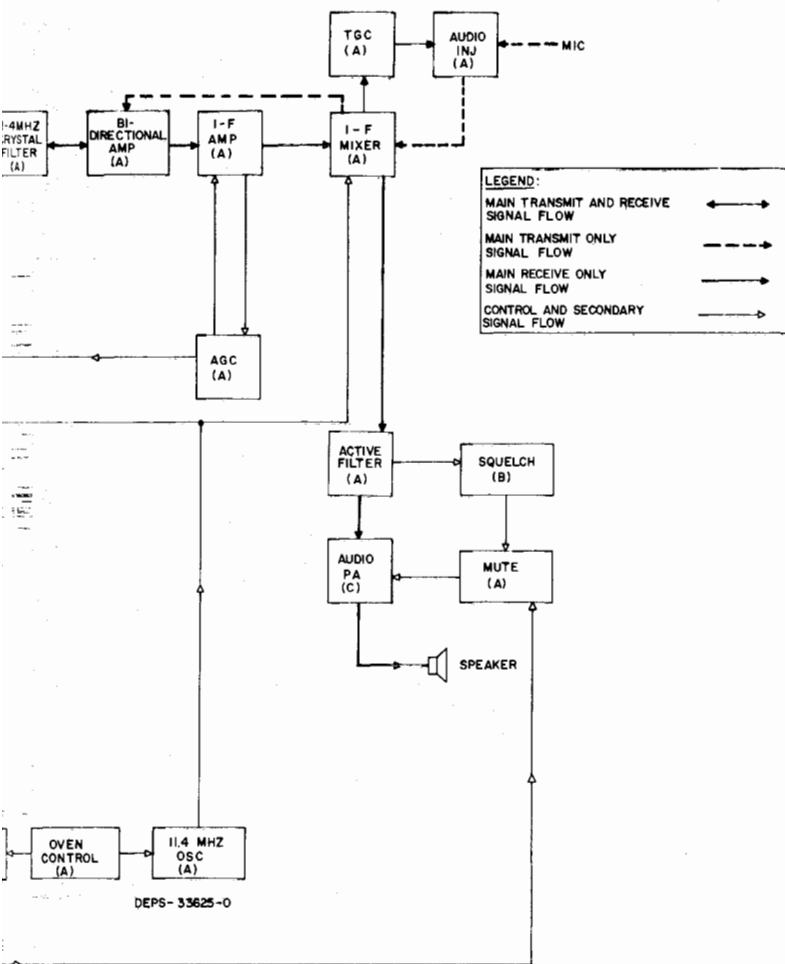 TGC
(A)
AUDIO
INJ
(A)
MIC
1-4MHZ
CRYSTAL
FILTER
(A)
BI-
DIRECTIONAL
AMP
(A)
I-F
AMP
(A)
I-F
MIXER
(A)
LEGEND:
MAIN TRANSMIT AND RECEIVE
SIGNAL FLOW
MAIN TRANSMIT ONLY
SIGNAL FLOW
MAIN RECEIVE ONLY
SIGNAL FLOW
CONTROL AND SECONDARY
SIGNAL FLOW
AGC
(A)
ACTIVE
FILTER
(A)
SQUELCH
(B)
AUDIO
PA
(C)
MUTE
(A)
SPEAKER
OVEN
CONTROL
(A)
11.4 MHZ
OSC
(A)
DEPS-33625-0